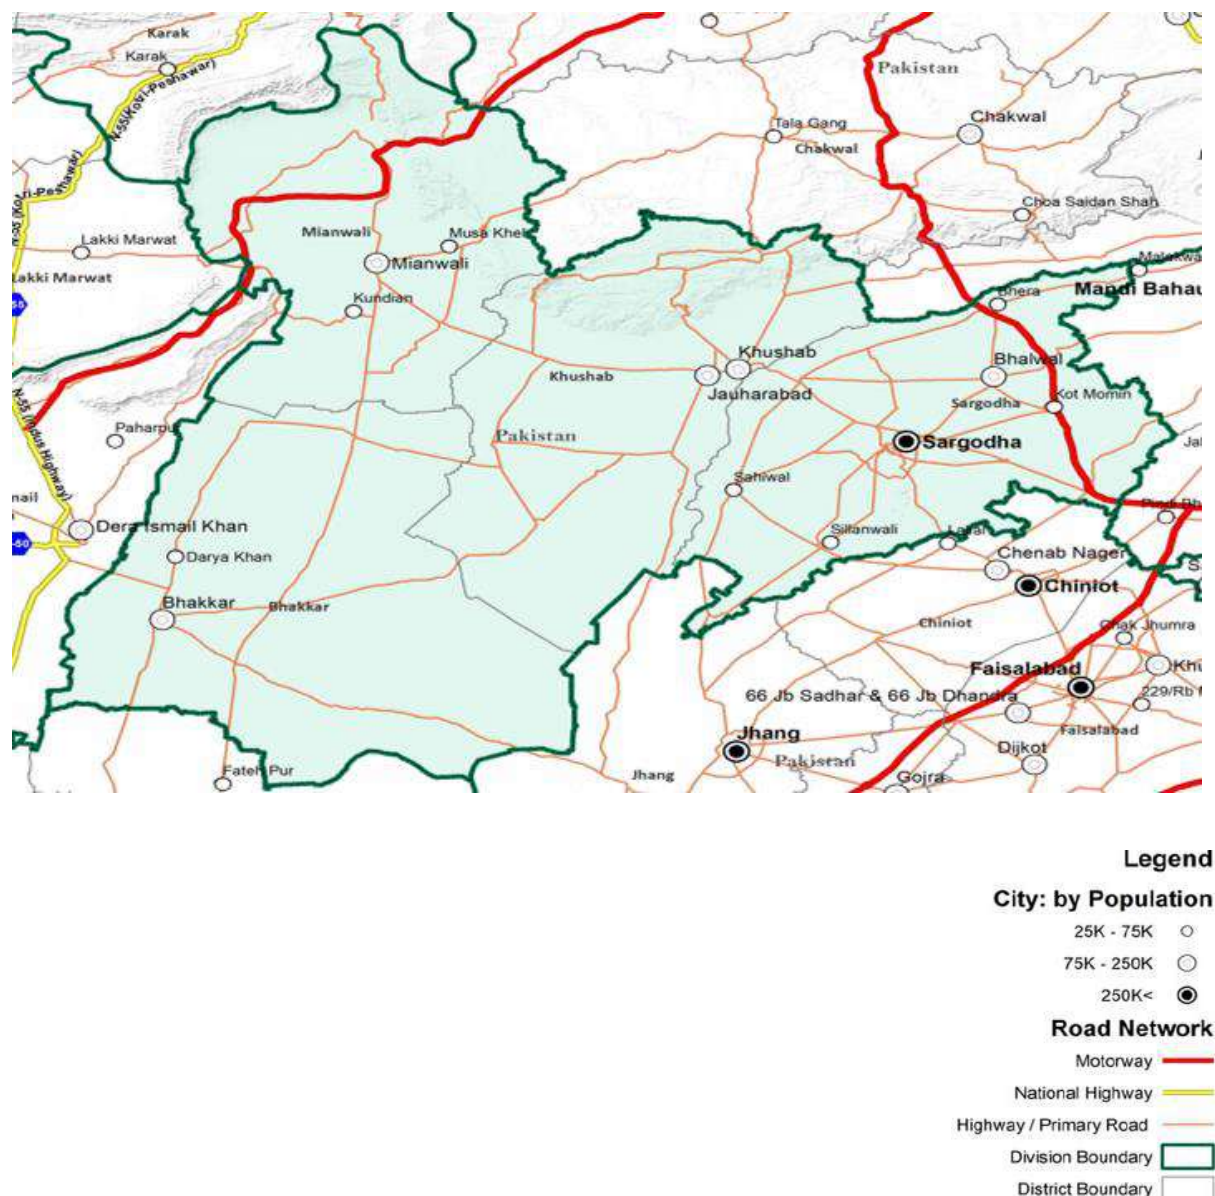 Karak
Karak
N-55(Kotri-Peshawar)
Pakistan
Tala Gang
Chakwal
Chakwal
Lakki Marwat
Lakki Marwat
Choa Saidan Shah
Mianwali
Musa Khel
Mianwali
Kundian
Malakwa
Bhera
Mandi Bahau
Khushab
Jauharabad
Khushab
Bhalwal
Sargodha
Kot Momin
Pakistan
Sargodha
Paharpur
N-55 (Indus Highway)
Sahiwal
Sillanwali
Dera Ismail Khan
Darya Khan
Bhakkar
Bhakkar
Chenab Nager
Chiniot
Chiniot
Chak Jhumra
Faisalabad
66 Jb Sadhar & 66 Jb Dhandra
229/Rb
Faisalabad
Jhang
Pakistan
Jhang
Dijkot
Gojra
Fateh Pur
Legend
City: by Population
25K - 75K
75K - 250K
250K<
Road Network
Motorway
National Highway
Highway / Primary Road
Division Boundary
District Boundary